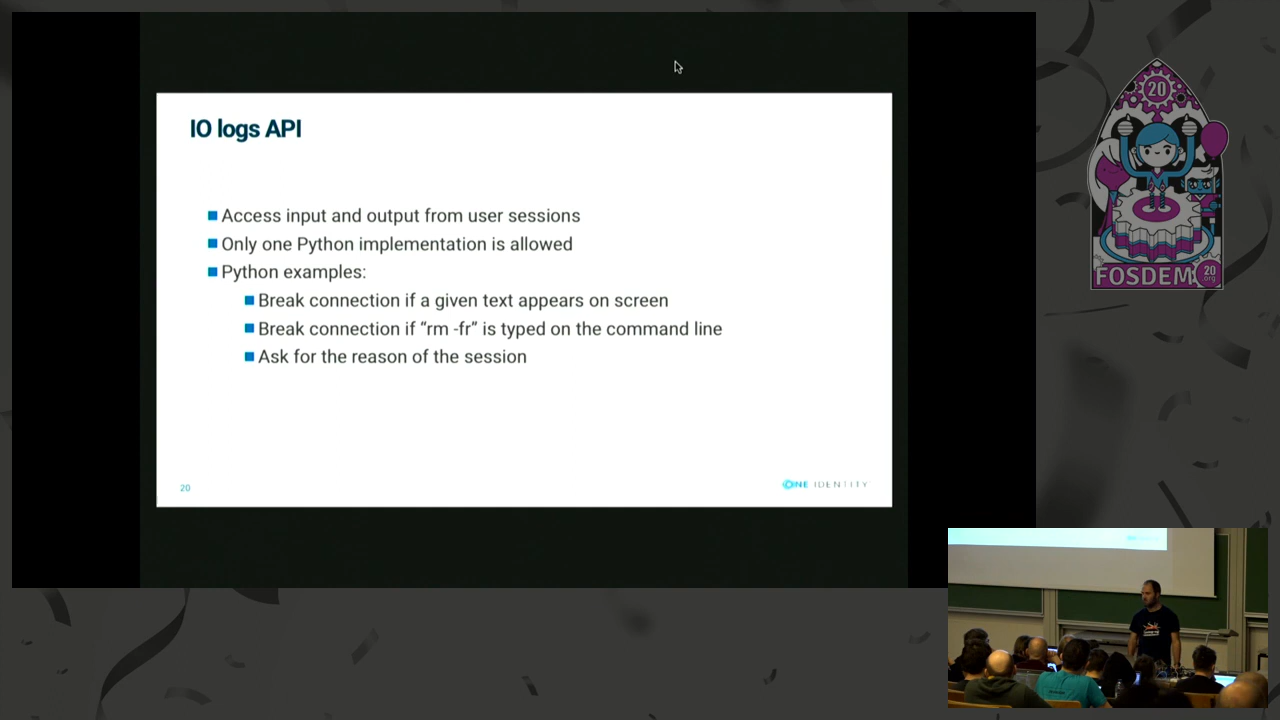 IO logs API
Access input and output from user sessions
Only one Python implementation is allowed
Python examples:
Break connection if a given text appears on screen
Break connection if “rm -fr” is typed on the command line
Ask for the reason of the session
20
ONE IDENTITY
20
FOSDEM
20
.org